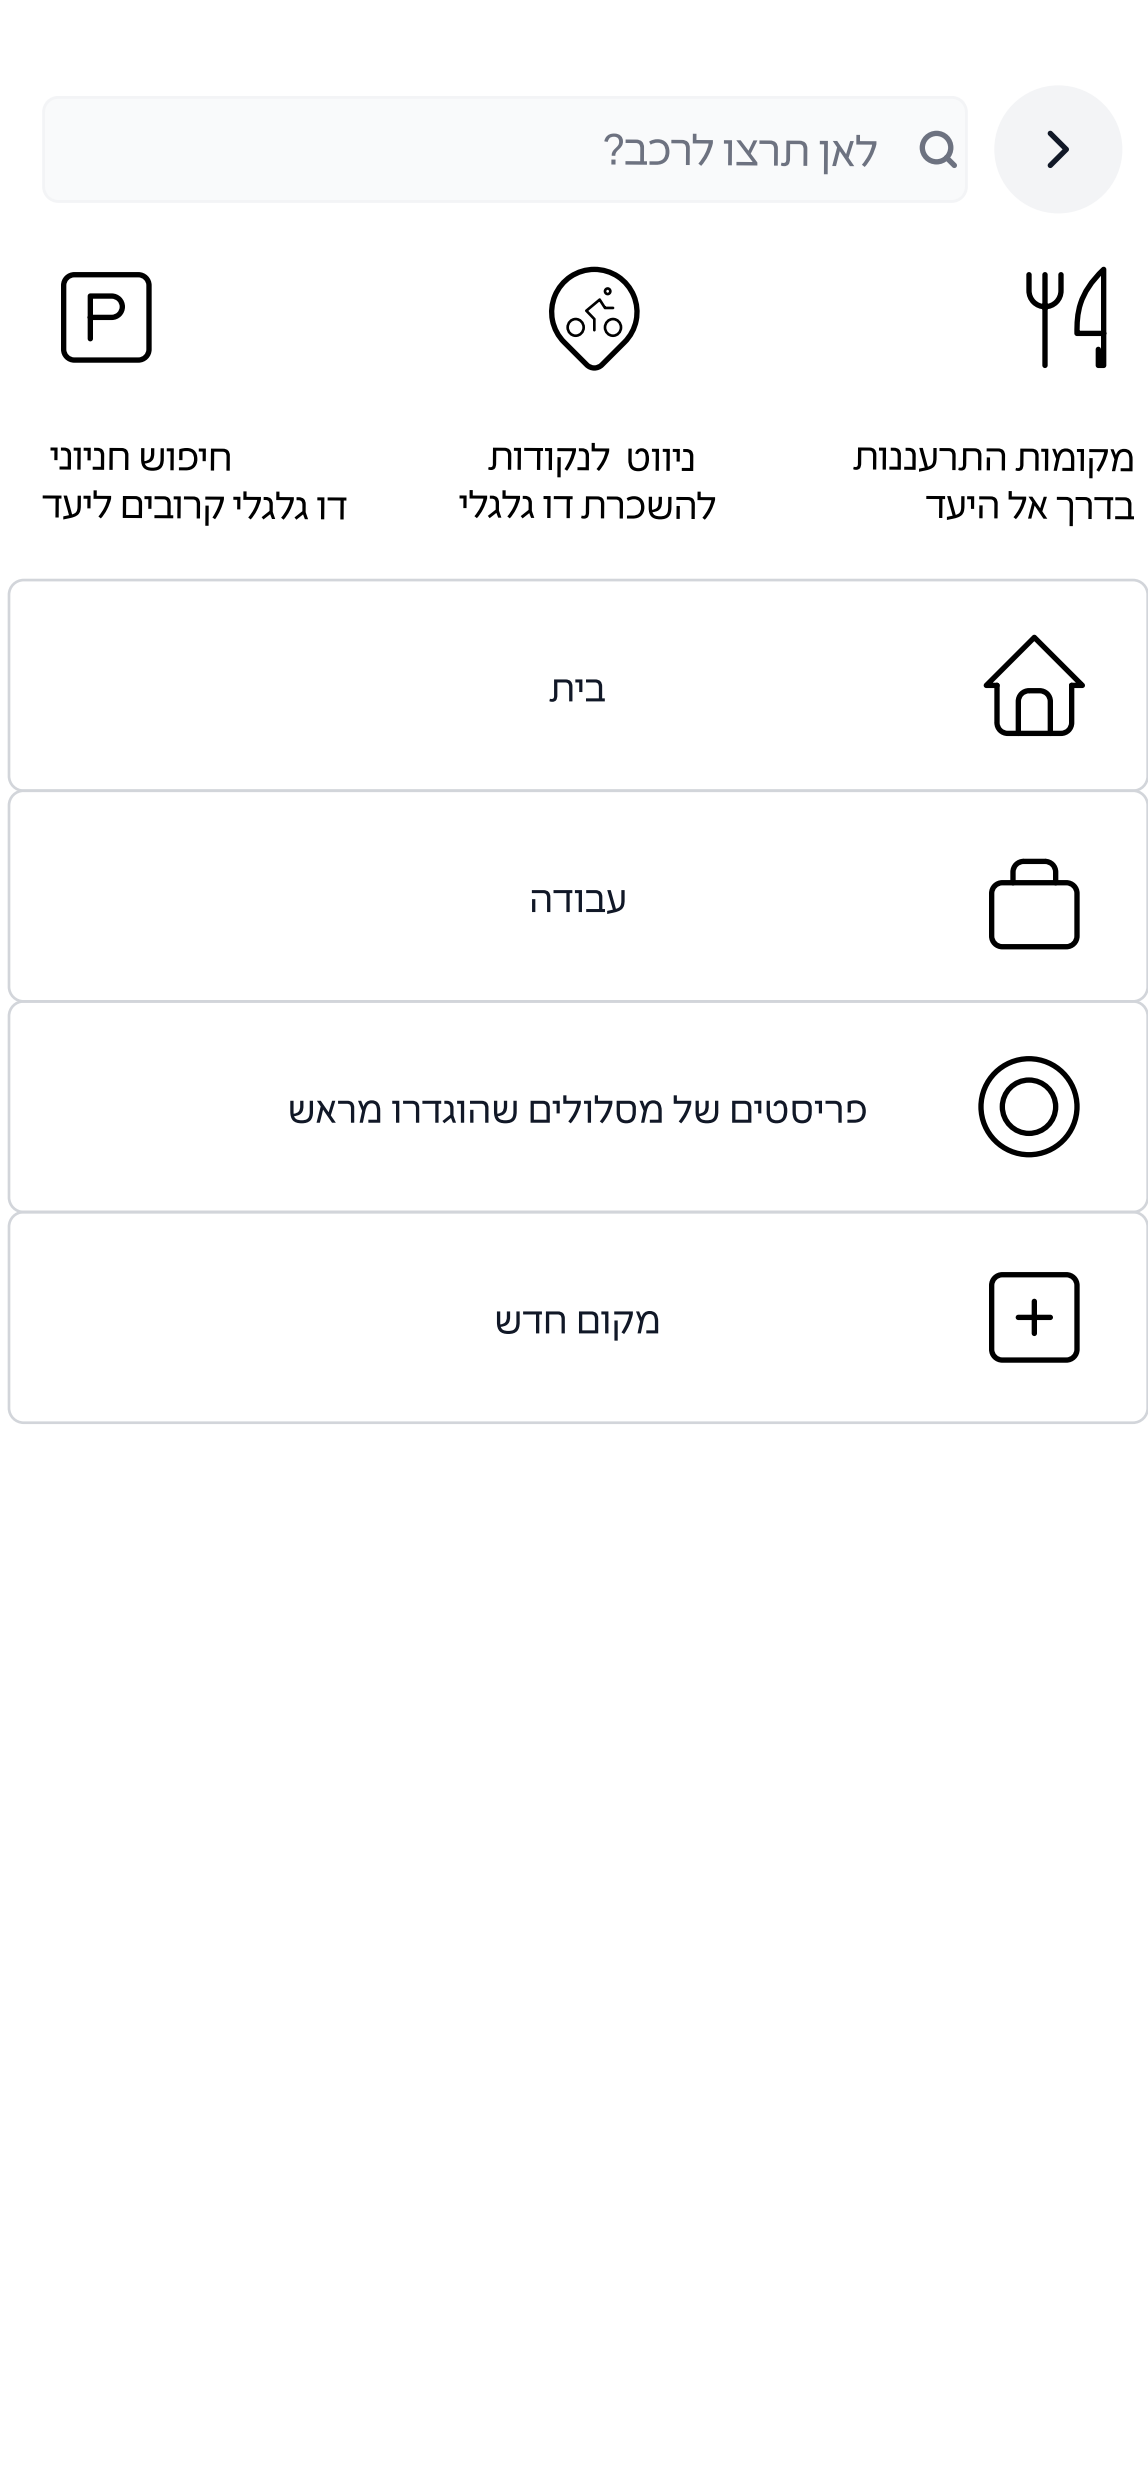 לאן תרצו לרכב?
מקומות התרעננות
בדרך אל היעד
ניווט לנקודות
להשכרת דו גלגלי
חיפוש חניוני
דו גלגלי קרובים ליעד
בית
עבודה
פריסטים של מסלולים שהוגדרו מראש
מקום חדש